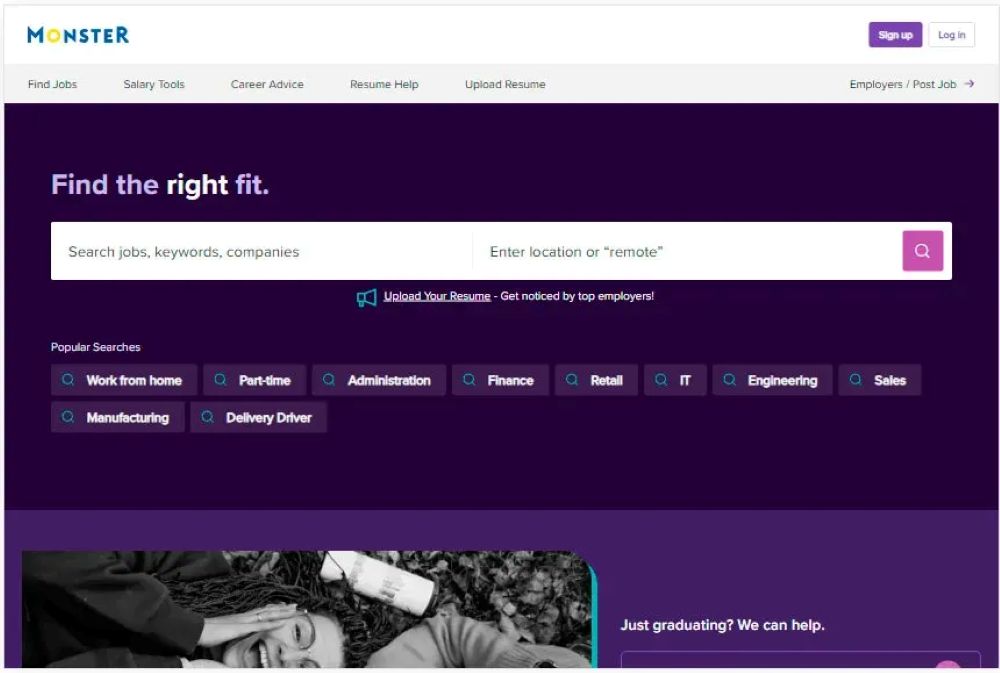 MONSTER
Sign up
Log in
Find Jobs
Salary Tools
Career Advice
Resume Help
Upload Resume
Employers / Post Job →
Find the right fit.
Search jobs, keywords, companies
Enter location or “remote”
Upload Your Resume - Get noticed by top employers!
Popular Searches
Work from home
Part-time
Administration
Finance
Retail
IT
Engineering
Sales
Manufacturing
Delivery Driver
Just graduating? We can help.